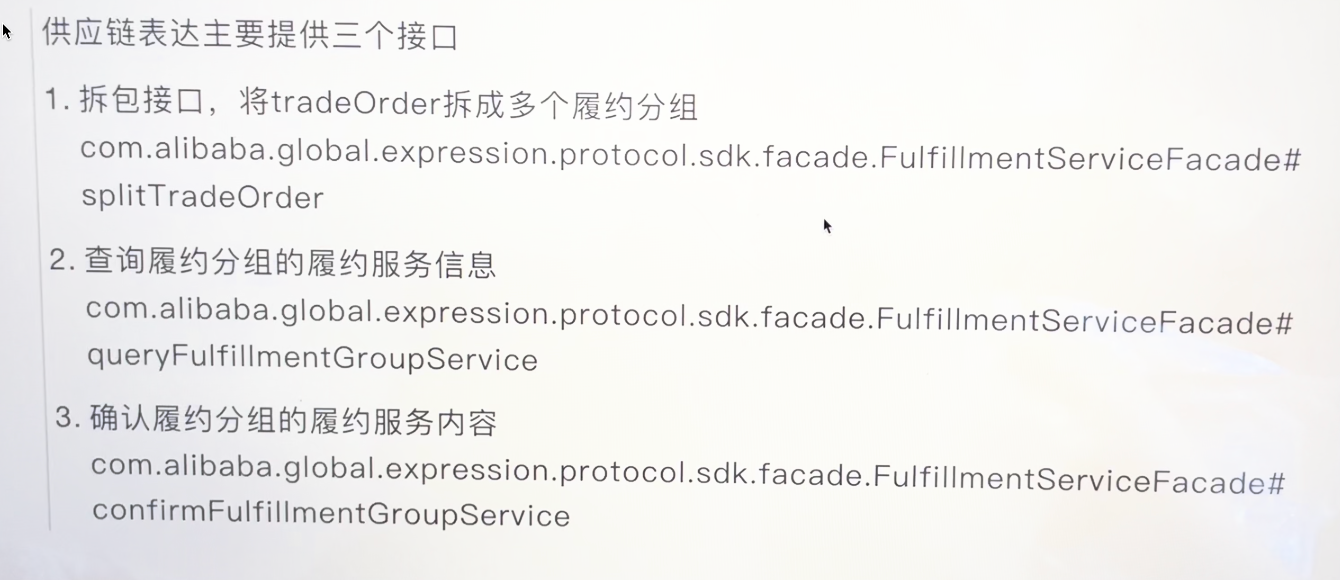 供应链表达主要提供三个接口
1. 拆包接口，将tradeOrder拆成多个履约分组
com.alibaba.global.expression.protocol.sdk.facade.FulfillmentServiceFacade#
splitTradeOrder
2. 查询履约分组的履约服务信息
com.alibaba.global.expression.protocol.sdk.facade.FulfillmentServiceFacade#
queryFulfillmentGroupService
3. 确认履约分组的履约服务内容
com.alibaba.global.expression.protocol.sdk.facade.FulfillmentServiceFacade#
confirmFulfillmentGroupService